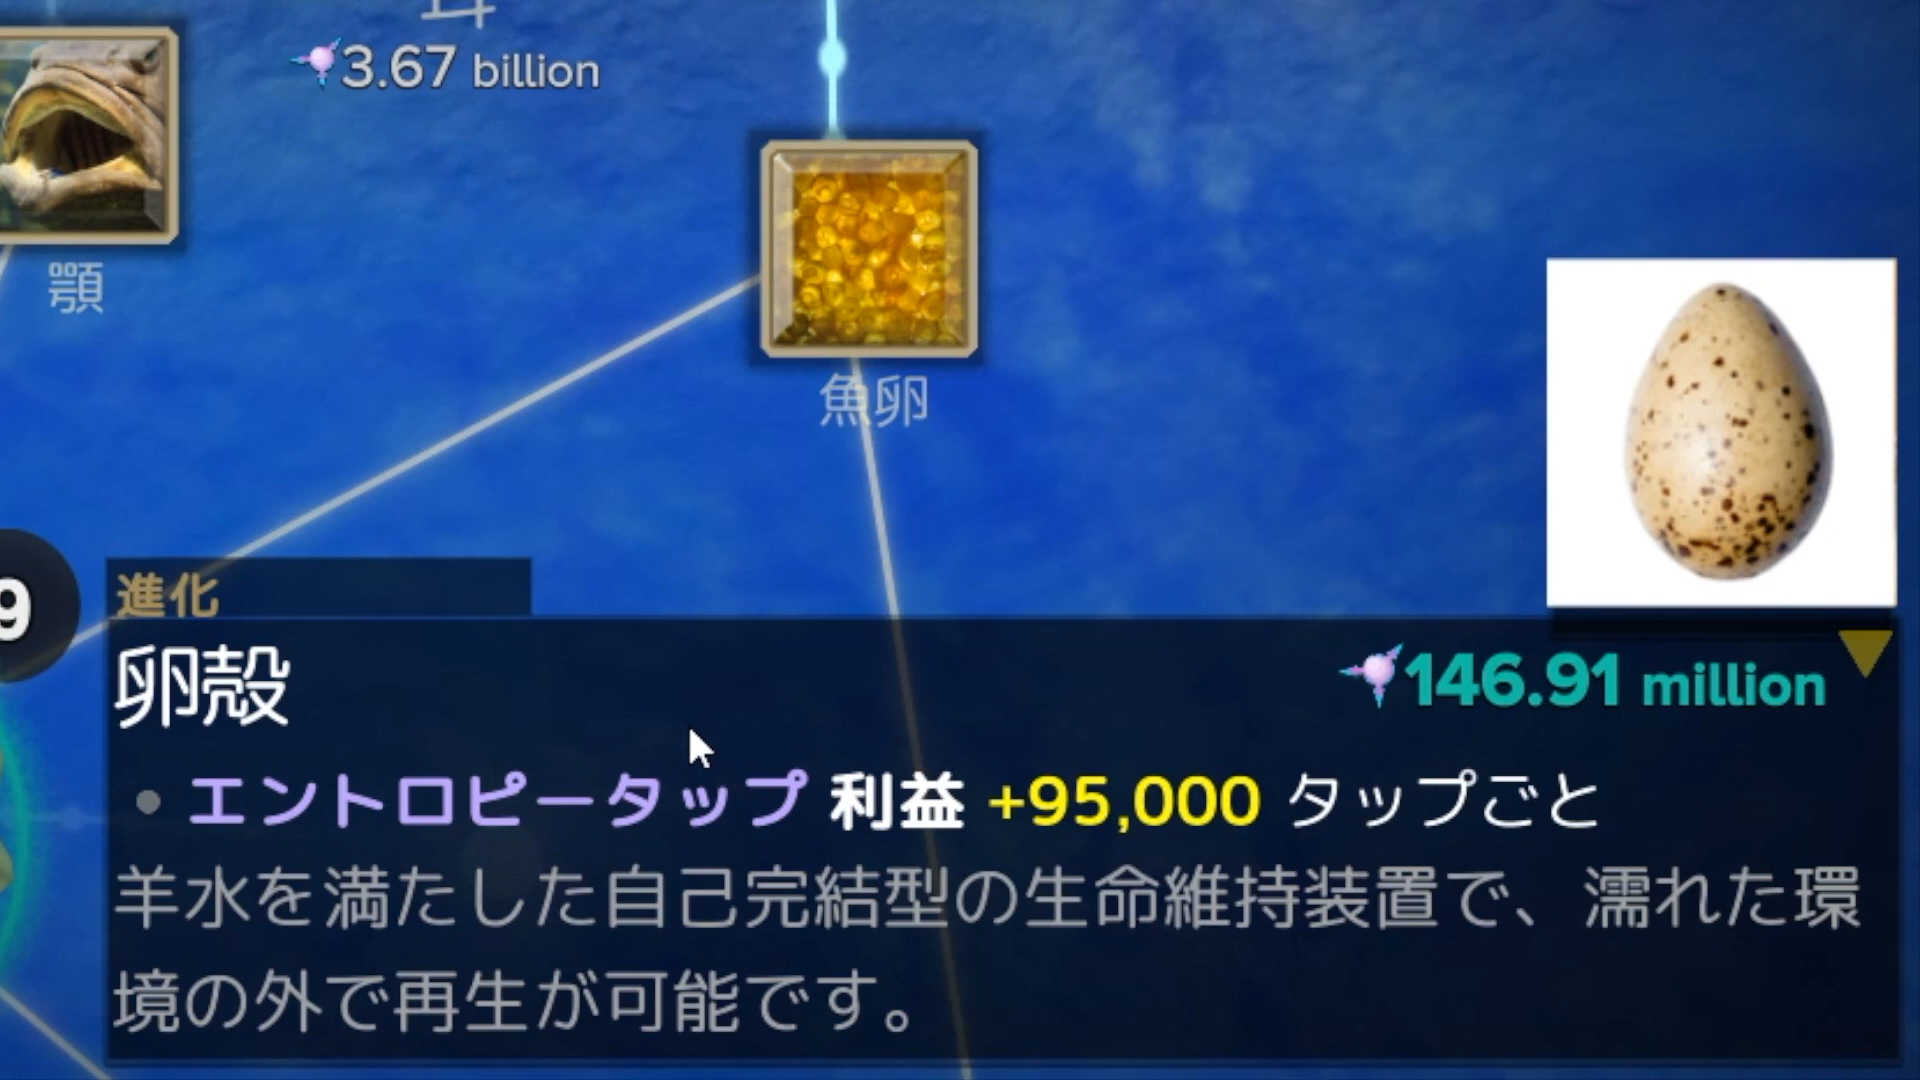 3.67 billion
顎
魚卵
9
進化
卵殻
146.91 million
• エントロピータップ 利益 +95,000 タップごと
羊水を満たした自己完結型の生命維持装置で、濡れた環
境の外で再生が可能です。